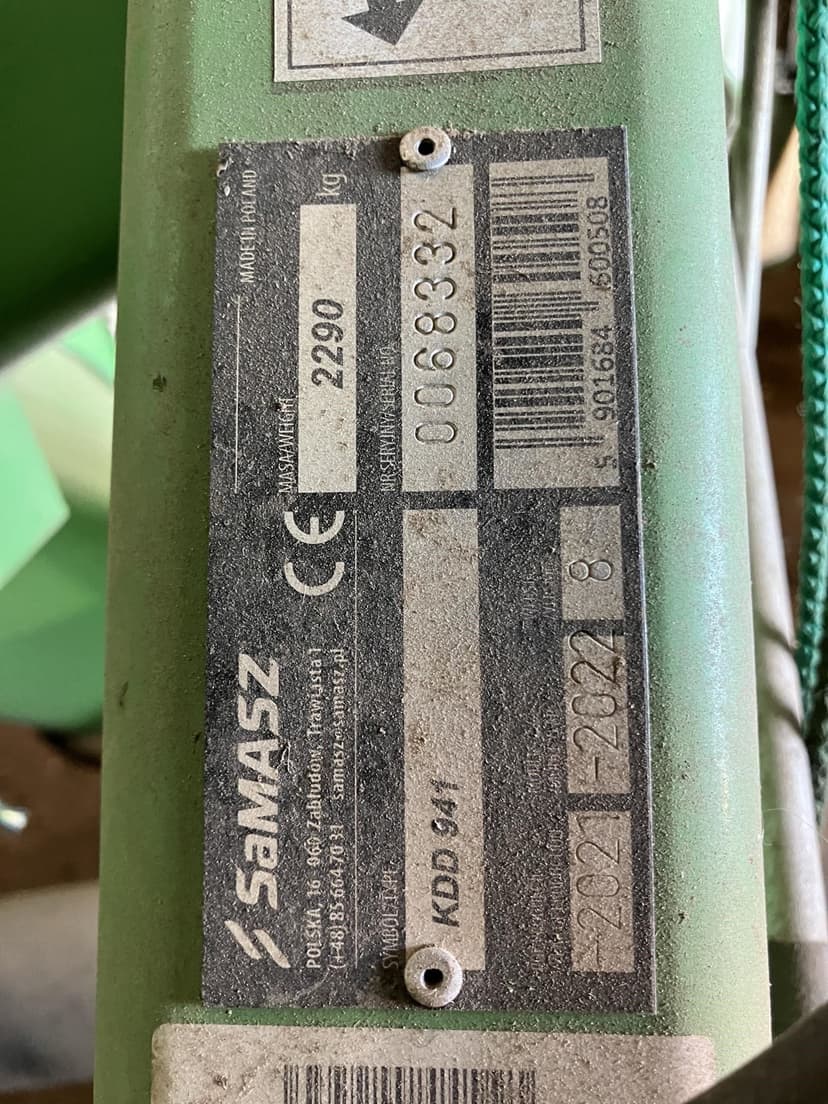 SaMASZ
CE
MADE IN POLAND
POLSKA, 16-060 Zabłudów, Trawiasta 1
(+48) 85 664 70 31 samasz@samasz.pl
MASA/WEIGHT
2290 kg
SYMBOL/TYPE
KDD 941
NR SERYJNY/SERIAL NO
0068332
2021 -2022 8
5 901684 600508